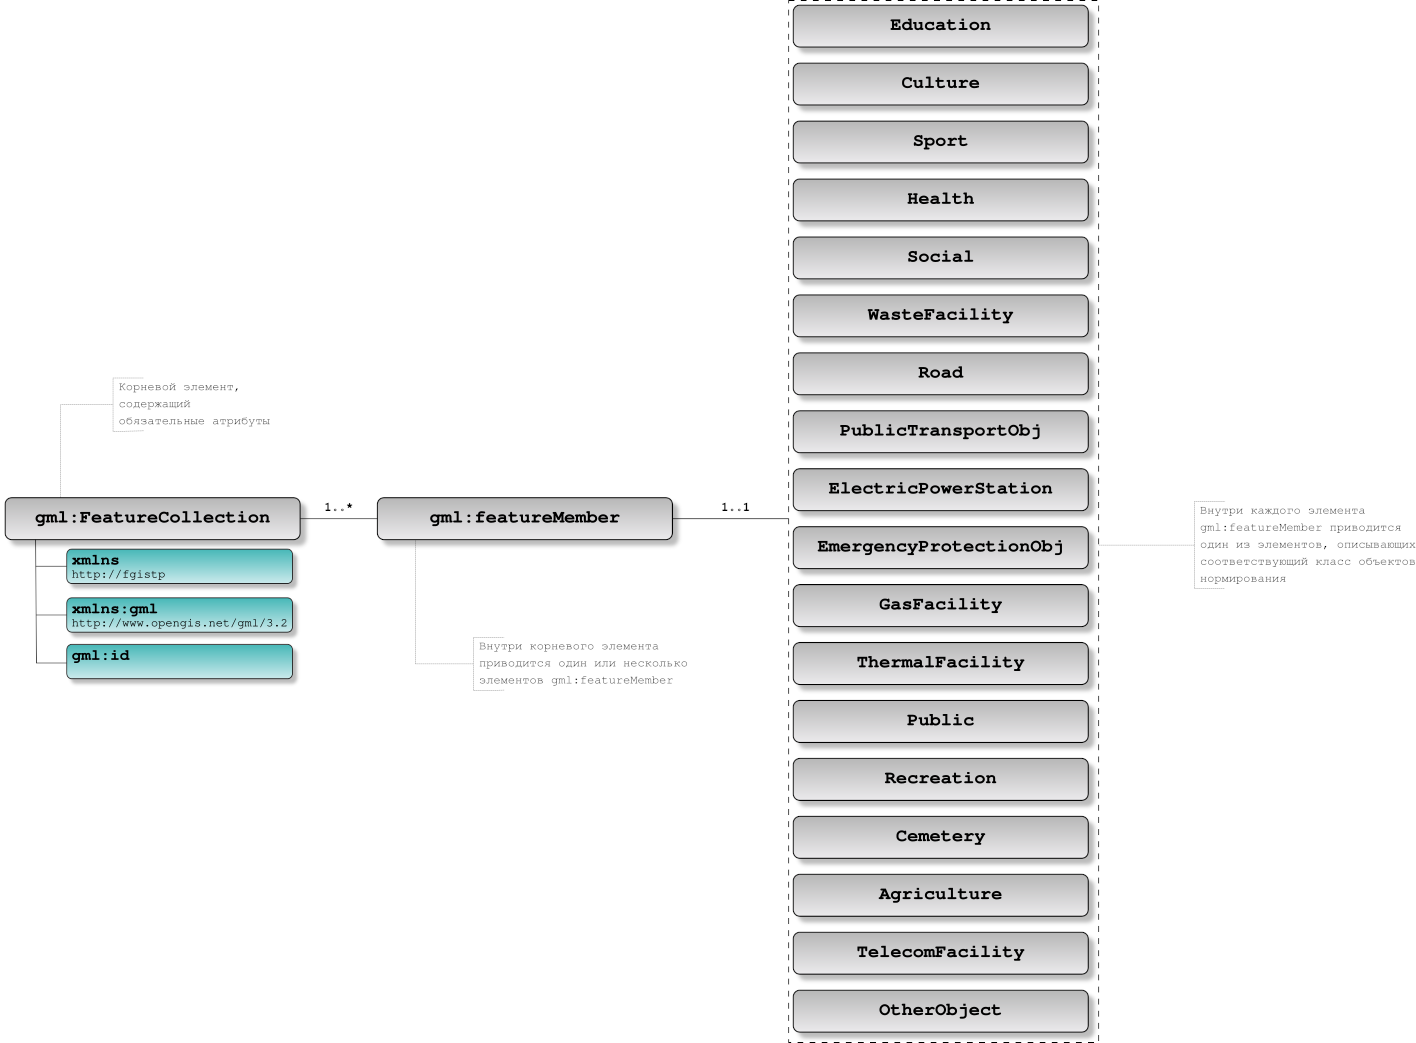 Корневой элемент,
содержащий
обязательные атрибуты
gml:FeatureCollection
xmlns
http://fgistp
xmlns:gml
http://www.opengis.net/gml/3.2
gml:id
1..*
gml:featureMember
Внутри корневого элемента
приводится один или несколько
элементов gml:featureMember
1..1
Education
Culture
Sport
Health
Social
WasteFacility
Road
PublicTransportObj
ElectricPowerStation
EmergencyProtectionObj
GasFacility
ThermalFacility
Public
Recreation
Cemetery
Agriculture
TelecomFacility
OtherObject
Внутри каждого элемента
gml:featureMember приводится
один из элементов, описывающих
соответствующий класс объектов
нормирования